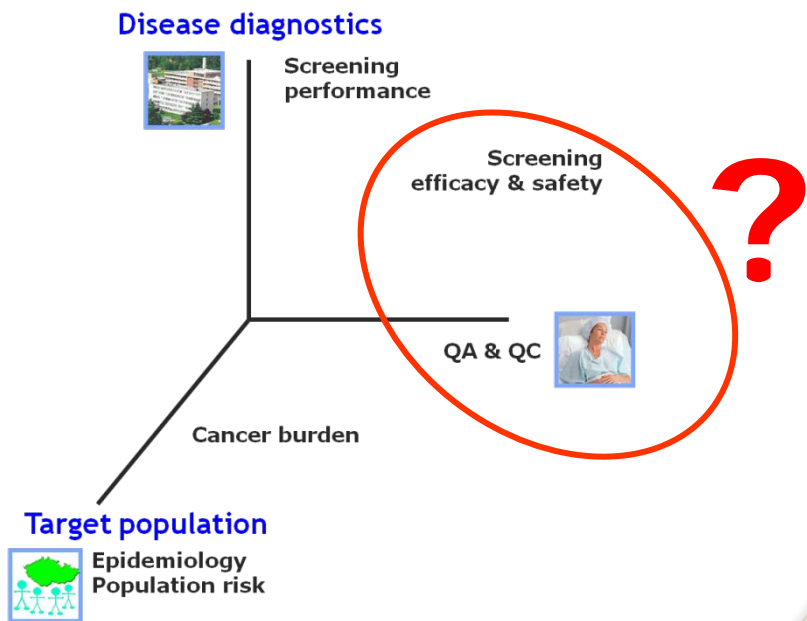 Disease diagnostics
Screening
performance
Screening
efficacy & safety
?
QA & QC
Cancer burden
Target population
Epidemiology
Population risk